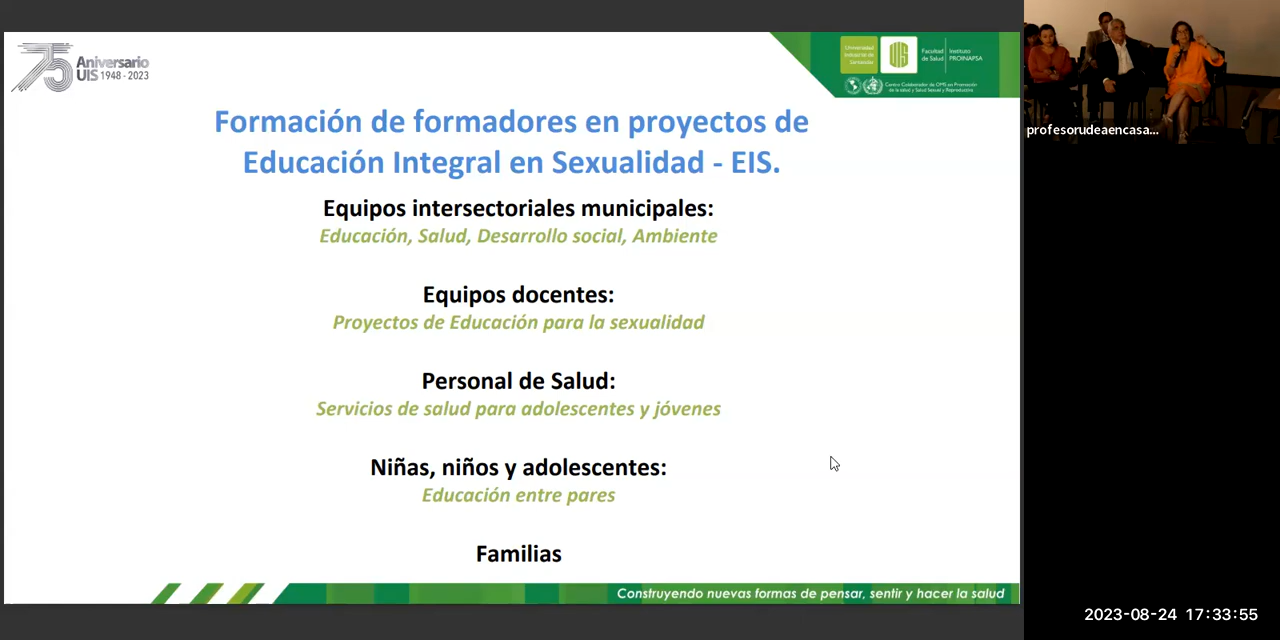 75 Aniversario
UIS 1948 - 2023
Universidad
Industrial de
Santander
UIS
Facultad
de Salud
Instituto
PROINAPSA
Centro Colaborador de OMS en Promoción
de la salud y Salud Sexual y Reproductiva
Formación de formadores en proyectos de
Educación Integral en Sexualidad - EIS.
Equipos intersectoriales municipales:
Educación, Salud, Desarrollo social, Ambiente
Equipos docentes:
Proyectos de Educación para la sexualidad
Personal de Salud:
Servicios de salud para adolescentes y jóvenes
Niñas, niños y adolescentes:
Educación entre pares
Familias
Construyendo nuevas formas de pensar, sentir y hacer la salud
profesorudeaencasa...
2023-08-24 17:33:55